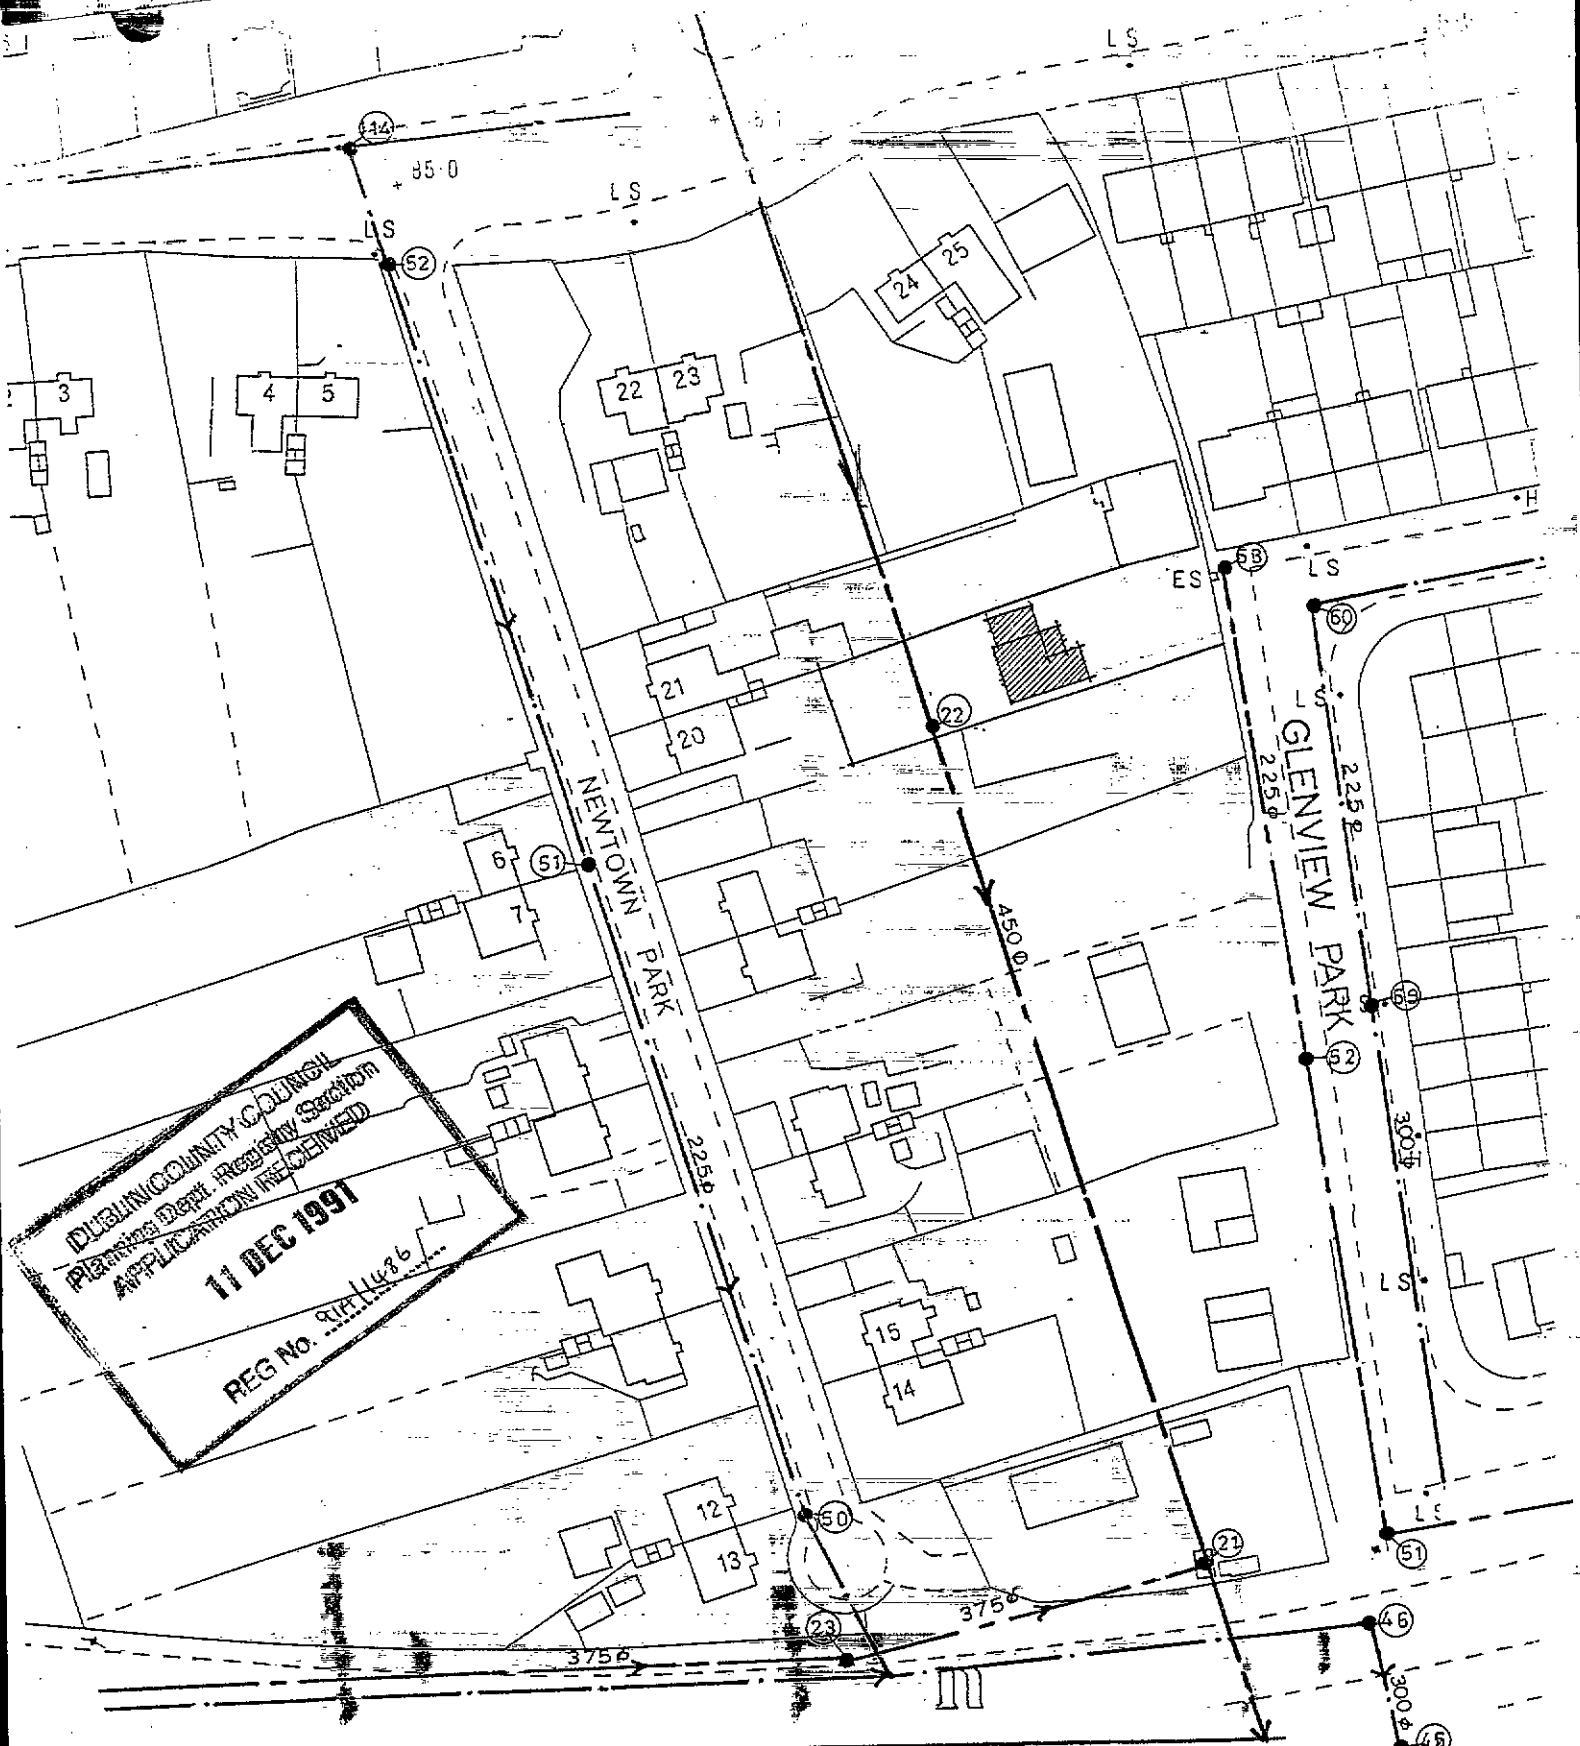 LS
85.0
LS
LS
52
25
24
3
4
5
22
23
H
58
ES
LS
60
21
20
22
LS
GLENVIEW PARK
225φ
225φ
NEWTOWN PARK
6
51
7
450φ
59
52
DUBLIN COUNTY COUNCIL
Planning Dept. Registry Section
APPLICATION RECEIVED
11 DEC 1991
REG No. 91A/1486
225φ
300φ
LS
15
14
12
13
50
LS
21
51
375φ
23
375φ
46
m
300φ
45